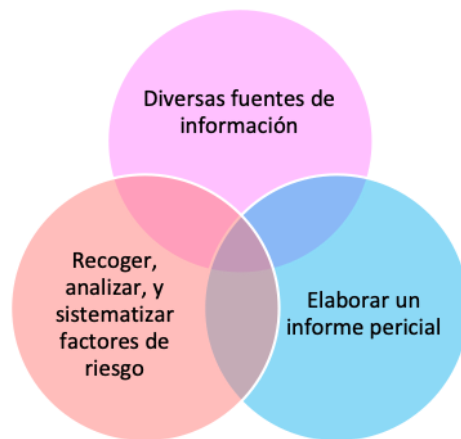 Diversas fuentes de
información
Recoger,
analizar, y
sistematizar
factores de
riesgo
Elaborar un
informe pericial